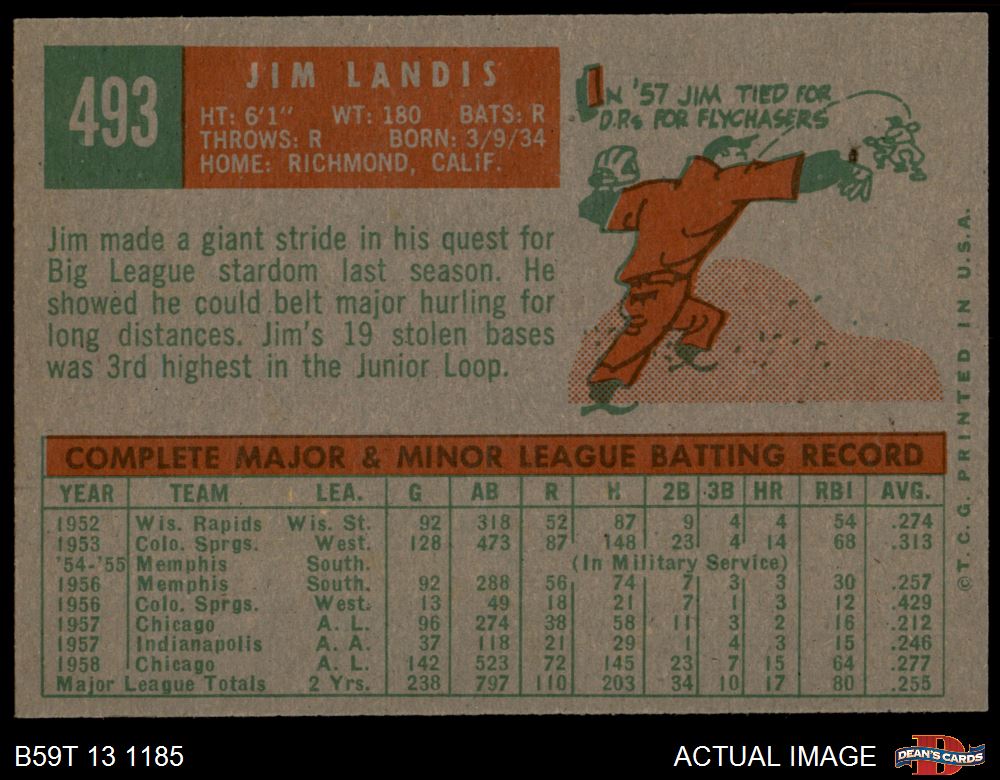 493
JIM LANDIS
HT: 6'1" WT: 180 BATS: R
THROWS: R BORN: 3/9/34
HOME: RICHMOND, CALIF.
IN '57 JIM TIED FOR
D.P.s FOR FLYCHASERS
Jim made a giant stride in his quest for
Big League stardom last season. He
showed he could belt major hurling for
long distances. Jim's 19 stolen bases
was 3rd highest in the Junior Loop.
COMPLETE MAJOR & MINOR LEAGUE BATTING RECORD
YEAR TEAM LEA. G AB R H 2B 3B HR RBI AVG.
1952 Wis. Rapids Wis. St. 92 318 52 87 9 4 4 54 .274
1953 Colo. Sprgs. West. 128 473 87 148 23 4 14 68 .313
'54-'55 Memphis South. (In Military Service)
1956 Memphis South. 92 288 56 74 7 3 3 30 .257
1956 Colo. Sprgs. West. 13 49 18 21 7 1 3 12 .429
1957 Chicago A. L. 96 274 38 58 11 3 2 16 .212
1957 Indianapolis A. A. 37 118 21 29 1 4 3 15 .246
1958 Chicago A. L. 142 523 72 145 23 7 15 64 .277
Major League Totals 2 Yrs. 238 797 110 203 34 10 17 80 .255
©T.C.G. PRINTED IN U.S.A.
B59T 13 1185
ACTUAL IMAGE
DEAN'S CARDS